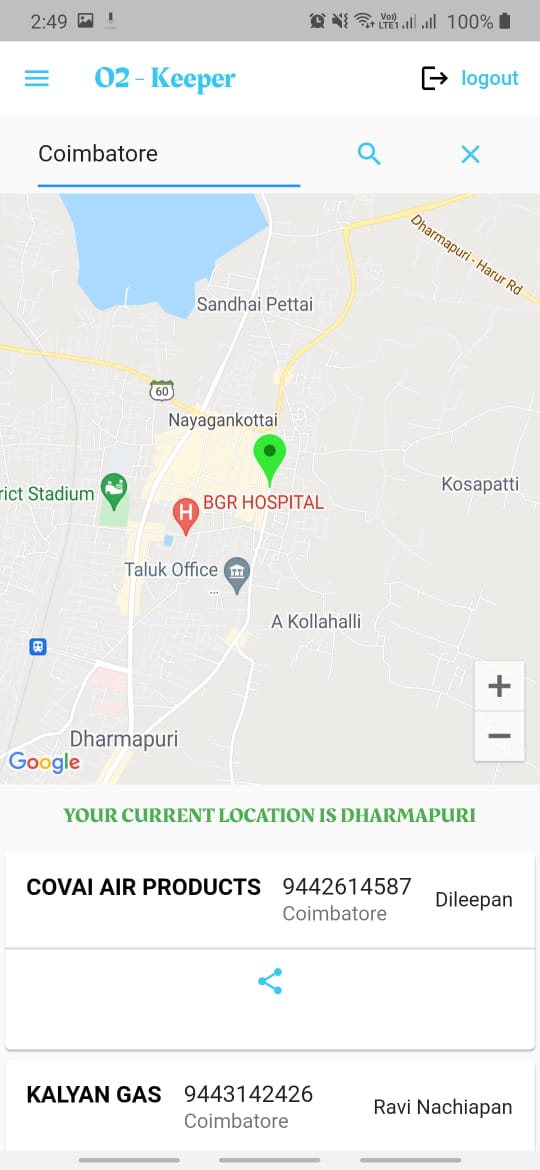 2:49 Vo)) LTE1 100%
O2 - Keeper logout
Coimbatore
Dharmapuri - Harur Rd
Sandhai Pettai
60
Nayagankottai
Kosapatti
rict Stadium
H BGR HOSPITAL
Taluk Office
...
A Kollahalli
+
−
Dharmapuri
Google
YOUR CURRENT LOCATION IS DHARMAPURI
COVAI AIR PRODUCTS 9442614587 Dileepan
Coimbatore
KALYAN GAS 9443142426 Ravi Nachiapan
Coimbatore